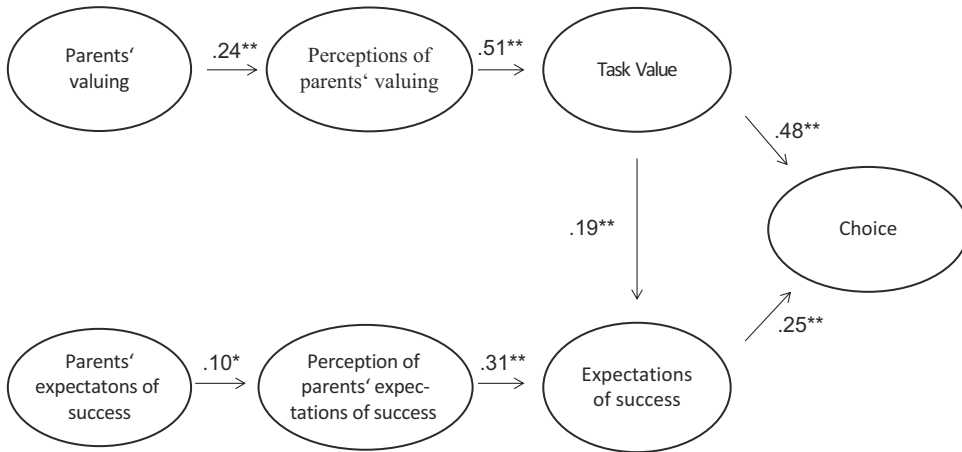 Parents‘
valuing
.24**
Perceptions of
parents‘ valuing
.51**
Task Value
.48**
.19**
Choice
.25**
Parents‘
expectatons of
success
.10*
Perception of
parents‘ expec-
tations of success
.31**
Expectations
of success